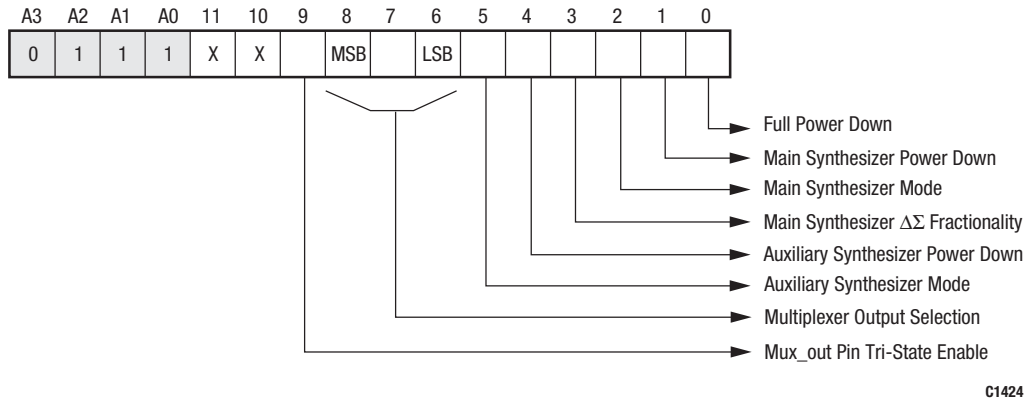 A3 A2 A1 A0 11 10 9 8 7 6 5 4 3 2 1 0
0 1 1 1 X X MSB LSB
Full Power Down
Main Synthesizer Power Down
Main Synthesizer Mode
Main Synthesizer ΔΣ Fractionality
Auxiliary Synthesizer Power Down
Auxiliary Synthesizer Mode
Multiplexer Output Selection
Mux_out Pin Tri-State Enable
C1424